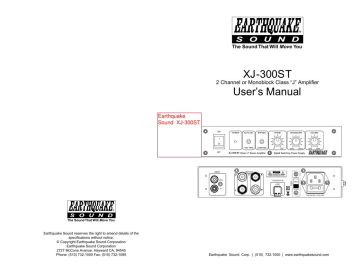 EARTHQUAKE
SOUND
The Sound That Will Move You
XJ-300ST
2 Channel or Monoblock Class "J" Amplifier
User's Manual
Earthquake
Sound XJ-300ST
EARTHQUAKE
EARTHQUAKE
SOUND
The Sound That Will Move You
Earthquake Sound reserves the right to amend details of the
specifications without notice.
© Copyright Earthquake Sound Corporation
Earthquake Sound Corporation
2727 McCone Avenue, Hayward CA, 94545
Phone: (510) 732-1000 Fax: (510) 732-1095
Earthquake Sound Corp. | (510) 732-1000 | www.earthquakesound.com